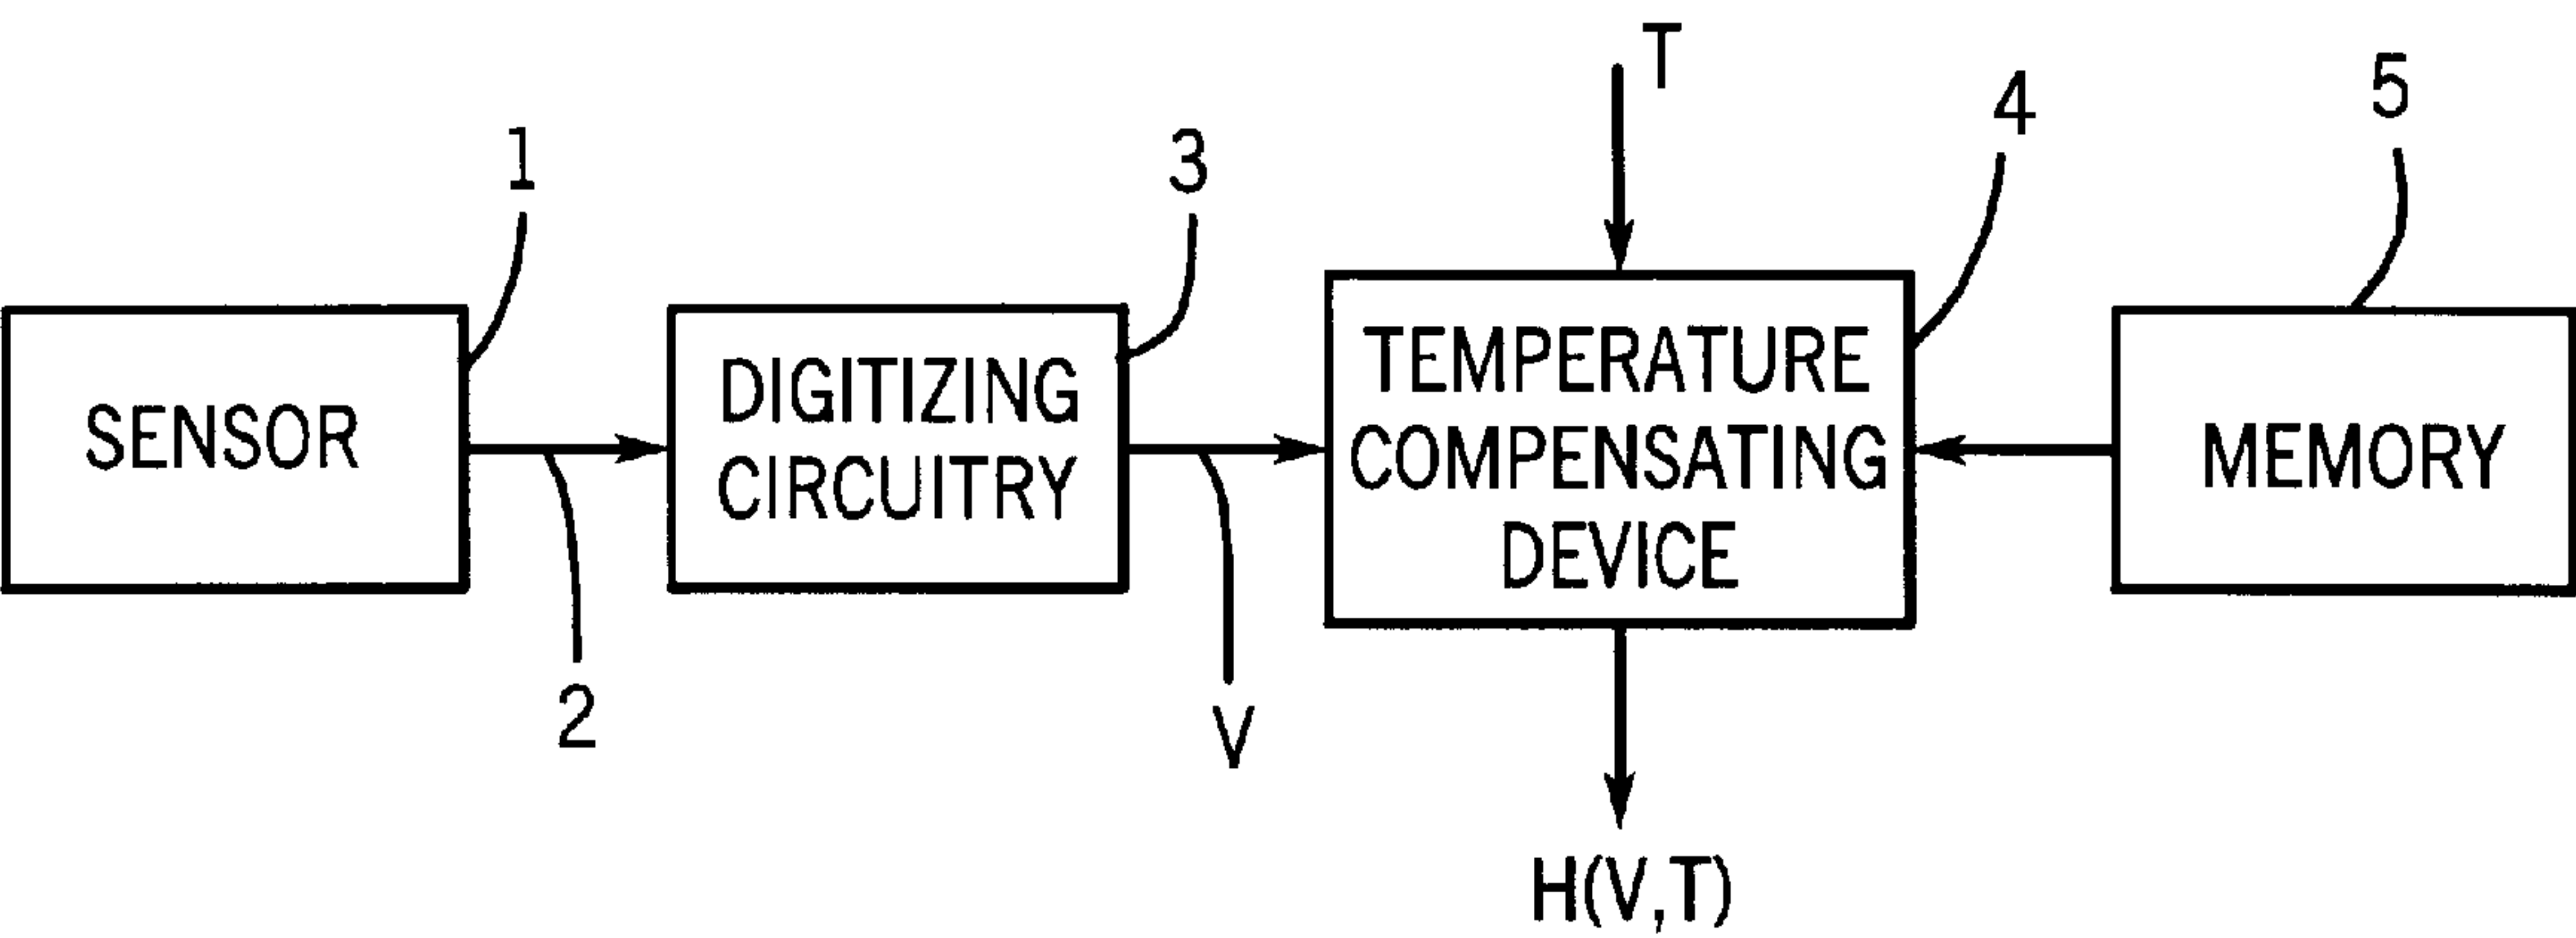 T
5
4
1
3
SENSOR
DIGITIZING
CIRCUITRY
TEMPERATURE
COMPENSATING
DEVICE
MEMORY
2
V
H(V,T)